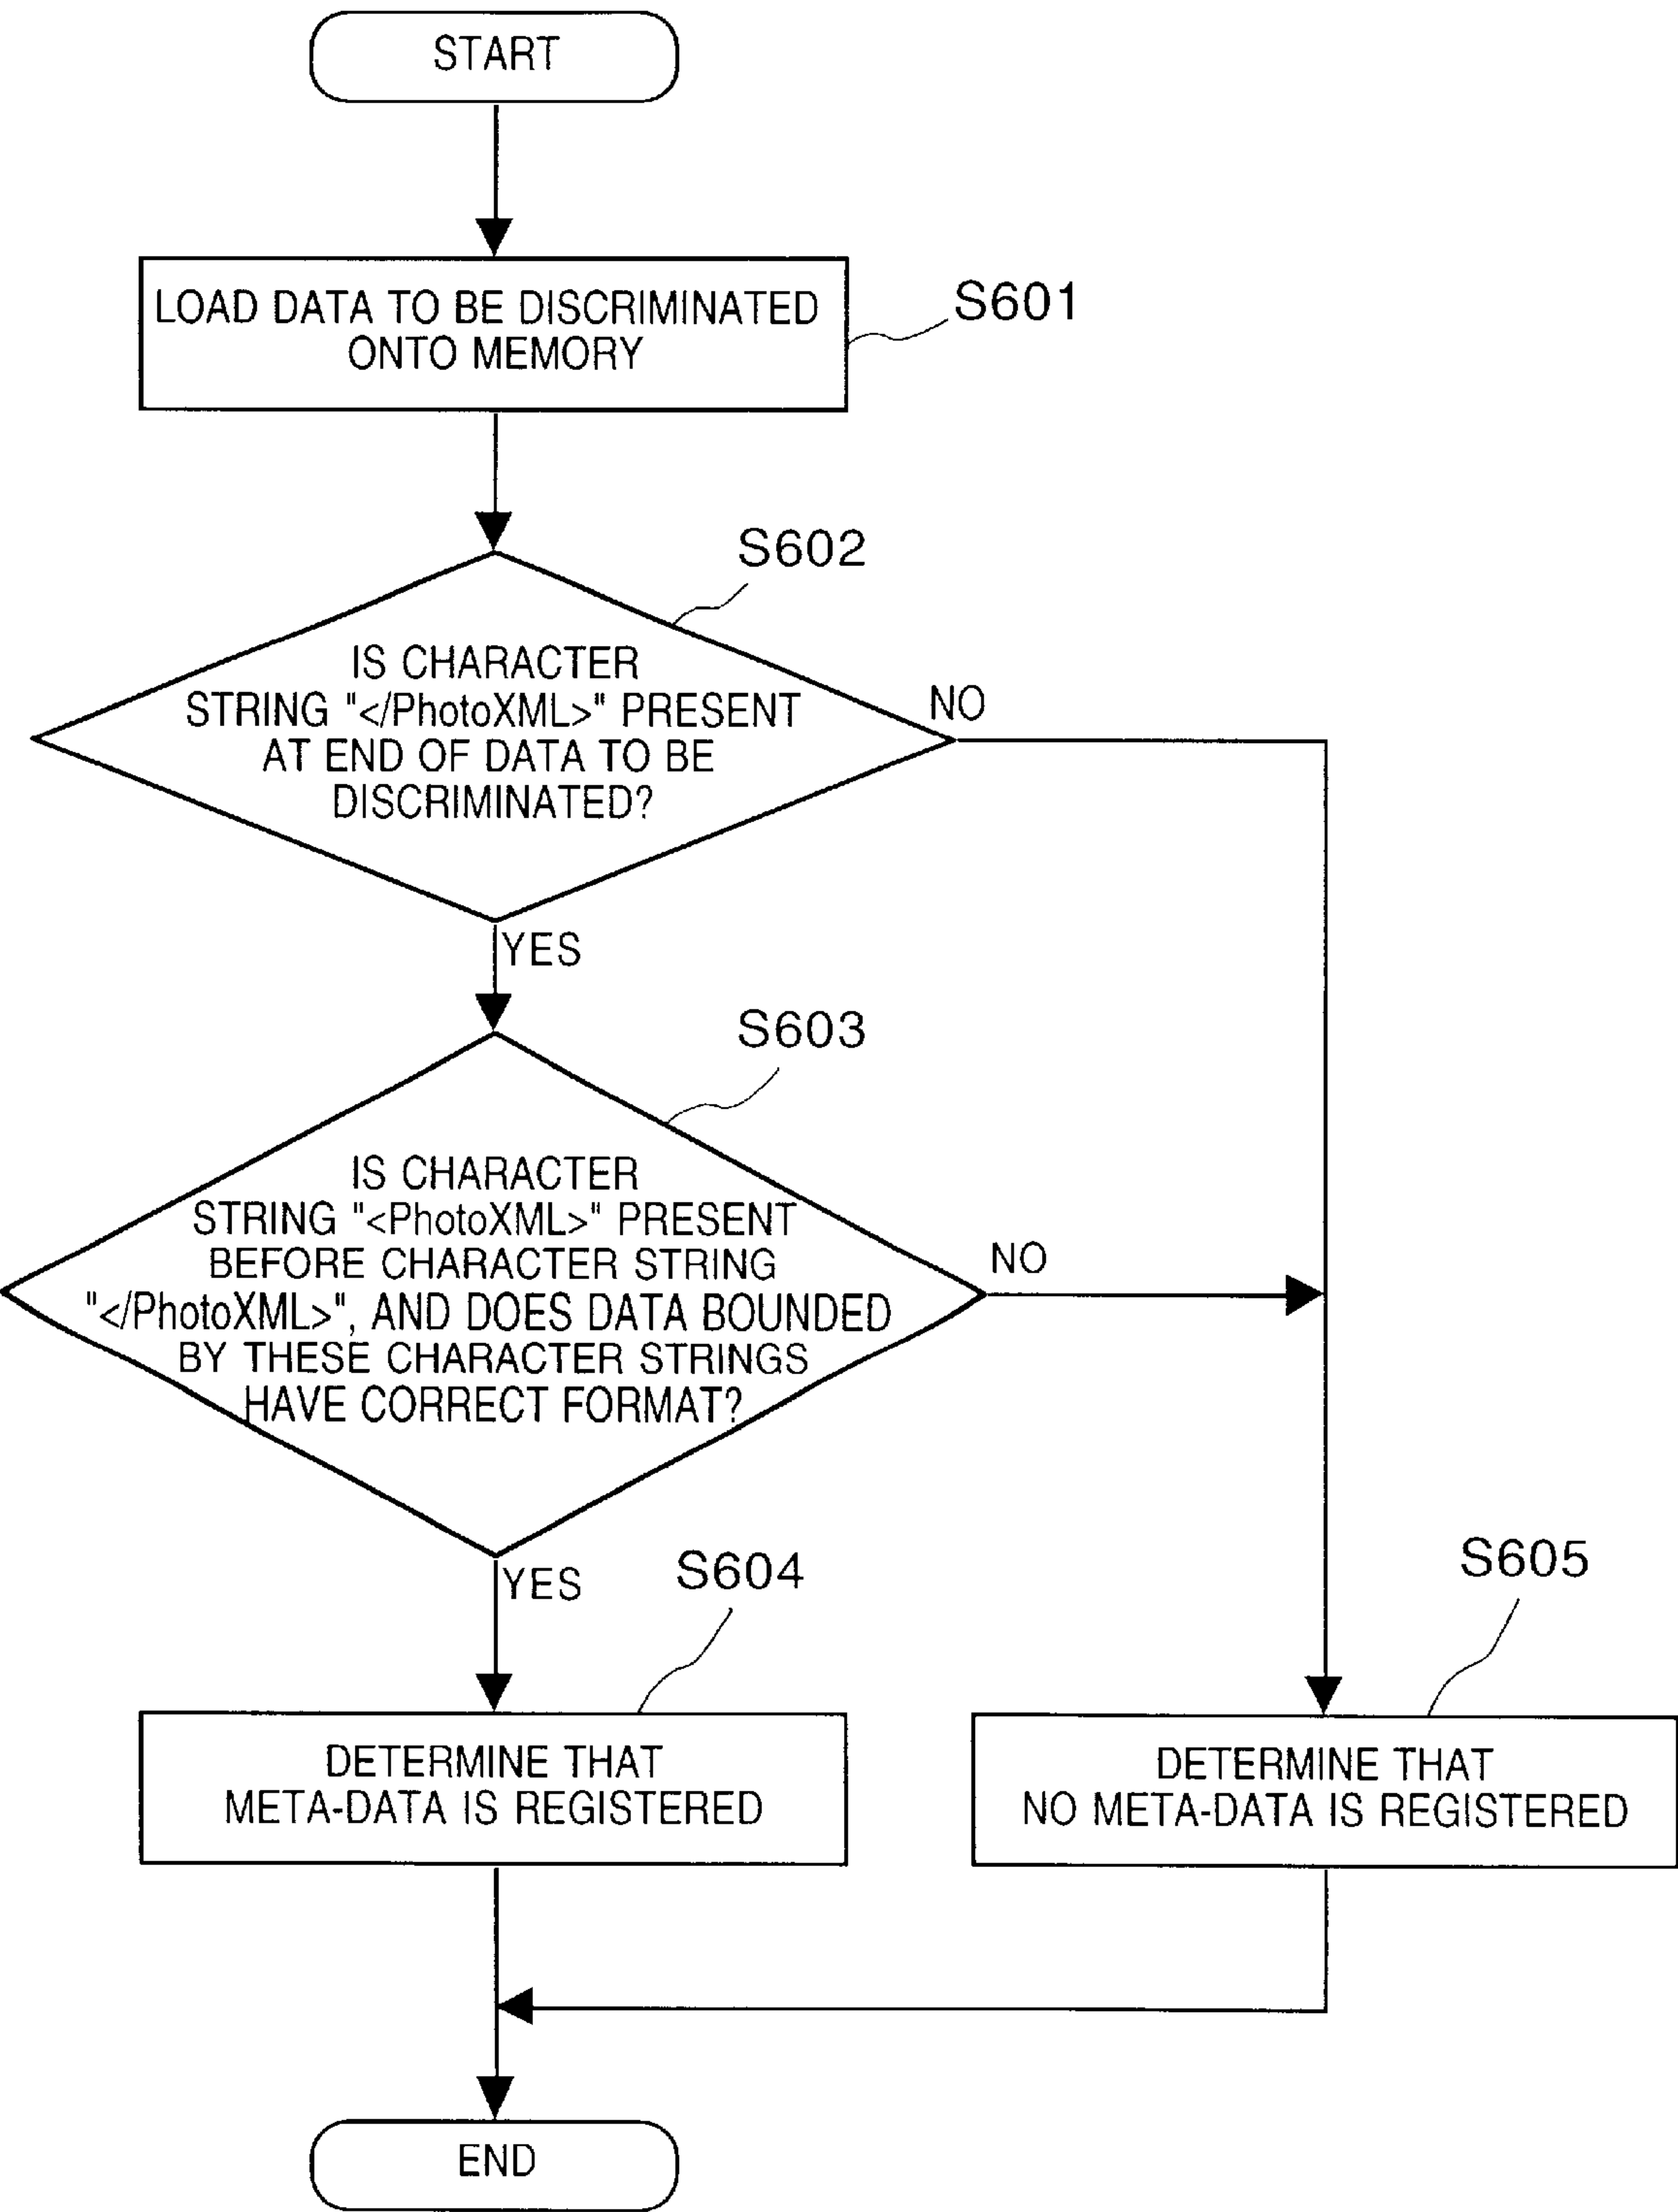 START
LOAD DATA TO BE DISCRIMINATED
ONTO MEMORY
S601
S602
IS CHARACTER
STRING "</PhotoXML>" PRESENT
AT END OF DATA TO BE
DISCRIMINATED?
NO
YES
S603
IS CHARACTER
STRING "<PhotoXML>" PRESENT
BEFORE CHARACTER STRING
"</PhotoXML>", AND DOES DATA BOUNDED
BY THESE CHARACTER STRINGS
HAVE CORRECT FORMAT?
NO
YES
S604
DETERMINE THAT
META-DATA IS REGISTERED
S605
DETERMINE THAT
NO META-DATA IS REGISTERED
END